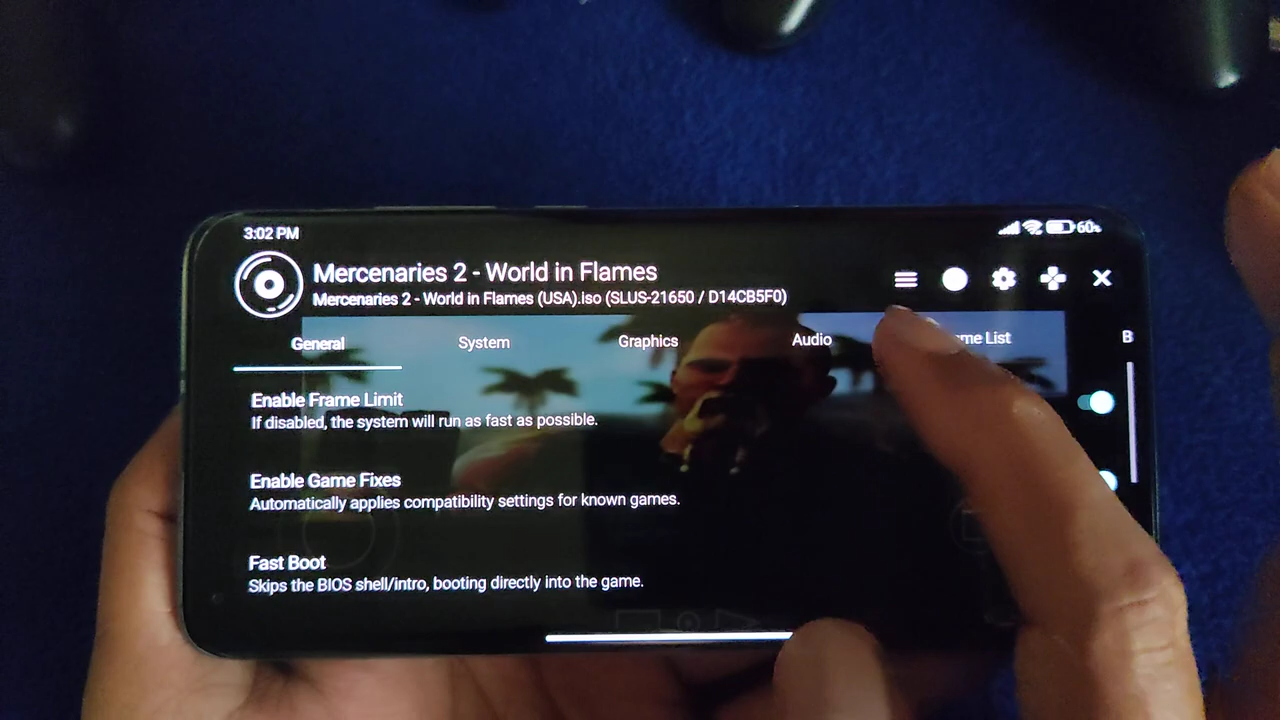 3:02 PM
60%
Mercenaries 2 - World in Flames
Mercenaries 2 - World in Flames (USA).iso (SLUS-21650 / D14CB5F0)
General System Graphics Audio me List B
Enable Frame Limit
If disabled, the system will run as fast as possible.
Enable Game Fixes
Automatically applies compatibility settings for known games.
Fast Boot
Skips the BIOS shell/intro, booting directly into the game.